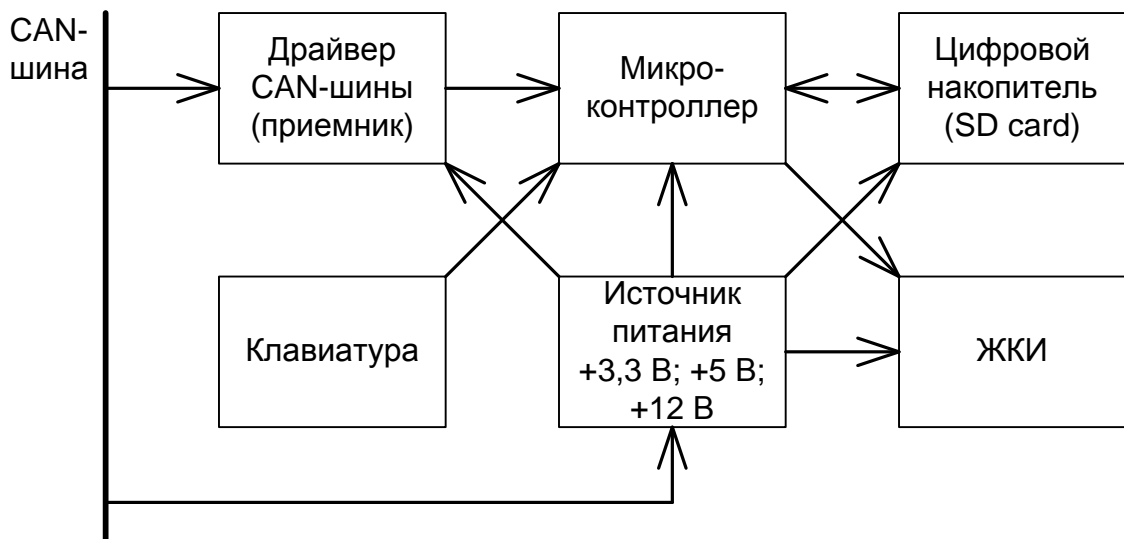 CAN-
шина
Драйвер
CAN-шины
(приемник)
Микро-
контроллер
Цифровой
накопитель
(SD card)
Клавиатура
Источник
питания
+3,3 В; +5 В;
+12 В
ЖКИ